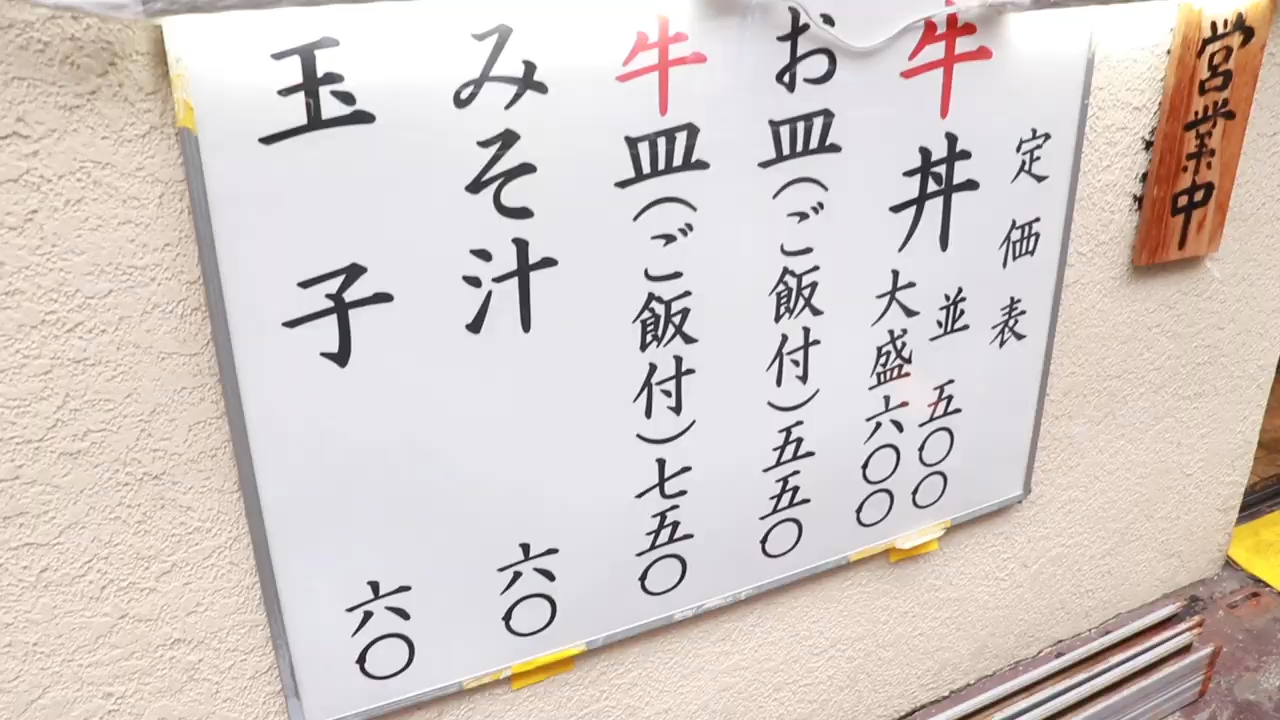 営業中
定価表
牛丼
並 五〇〇
大盛 六〇〇
お皿(ご飯付)五五〇
牛皿(ご飯付)七五〇
みそ汁 六〇
玉子 六〇